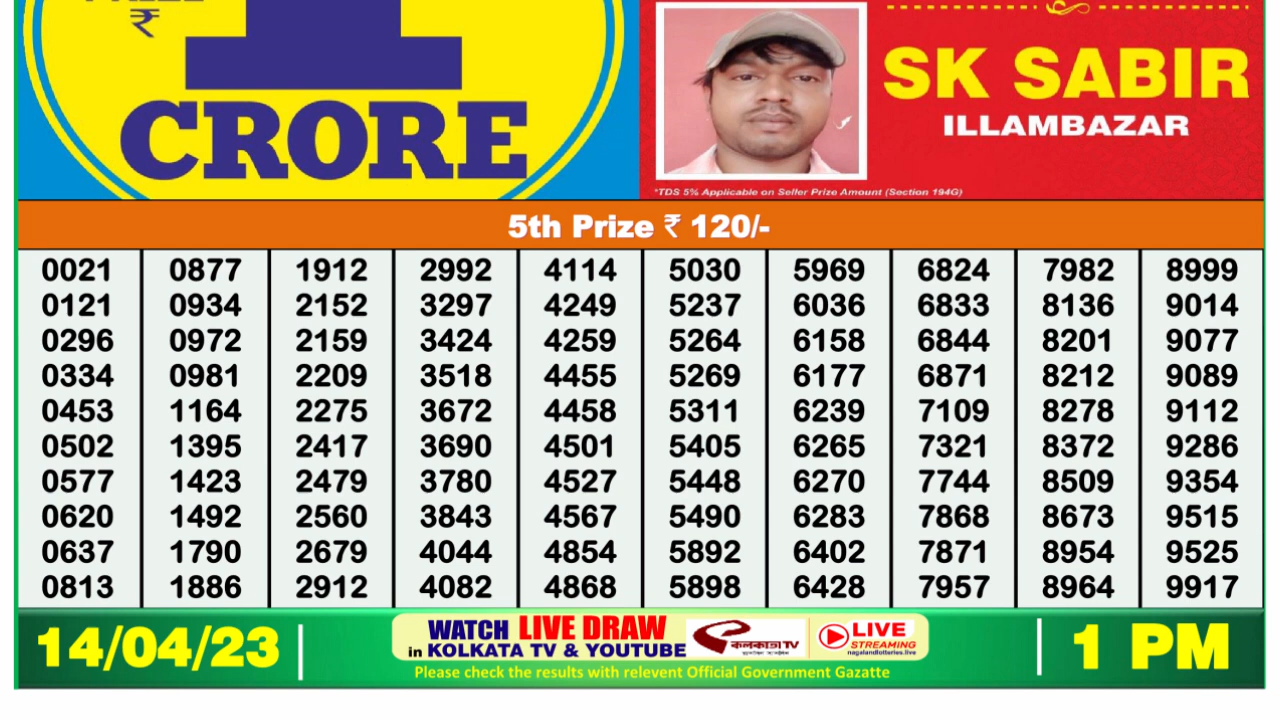 ₹
1
CRORE
SK SABIR
ILLAMBAZAR
*TDS 5% Applicable on Seller Prize Amount (Section 194G)
5th Prize ₹ 120/-
0021 0877 1912 2992 4114 5030 5969 6824 7982 8999
0121 0934 2152 3297 4249 5237 6036 6833 8136 9014
0296 0972 2159 3424 4259 5264 6158 6844 8201 9077
0334 0981 2209 3518 4455 5269 6177 6871 8212 9089
0453 1164 2275 3672 4458 5311 6239 7109 8278 9112
0502 1395 2417 3690 4501 5405 6265 7321 8372 9286
0577 1423 2479 3780 4527 5448 6270 7744 8509 9354
0620 1492 2560 3843 4567 5490 6283 7868 8673 9515
0637 1790 2679 4044 4854 5892 6402 7871 8954 9525
0813 1886 2912 4082 4868 5898 6428 7957 8964 9917
14/04/23
WATCH LIVE DRAW
in KOLKATA TV & YOUTUBE
কলকাতা TV
LIVE
STREAMING
nagalandlotteries.live
Please check the results with relevent Official Government Gazatte
1 PM